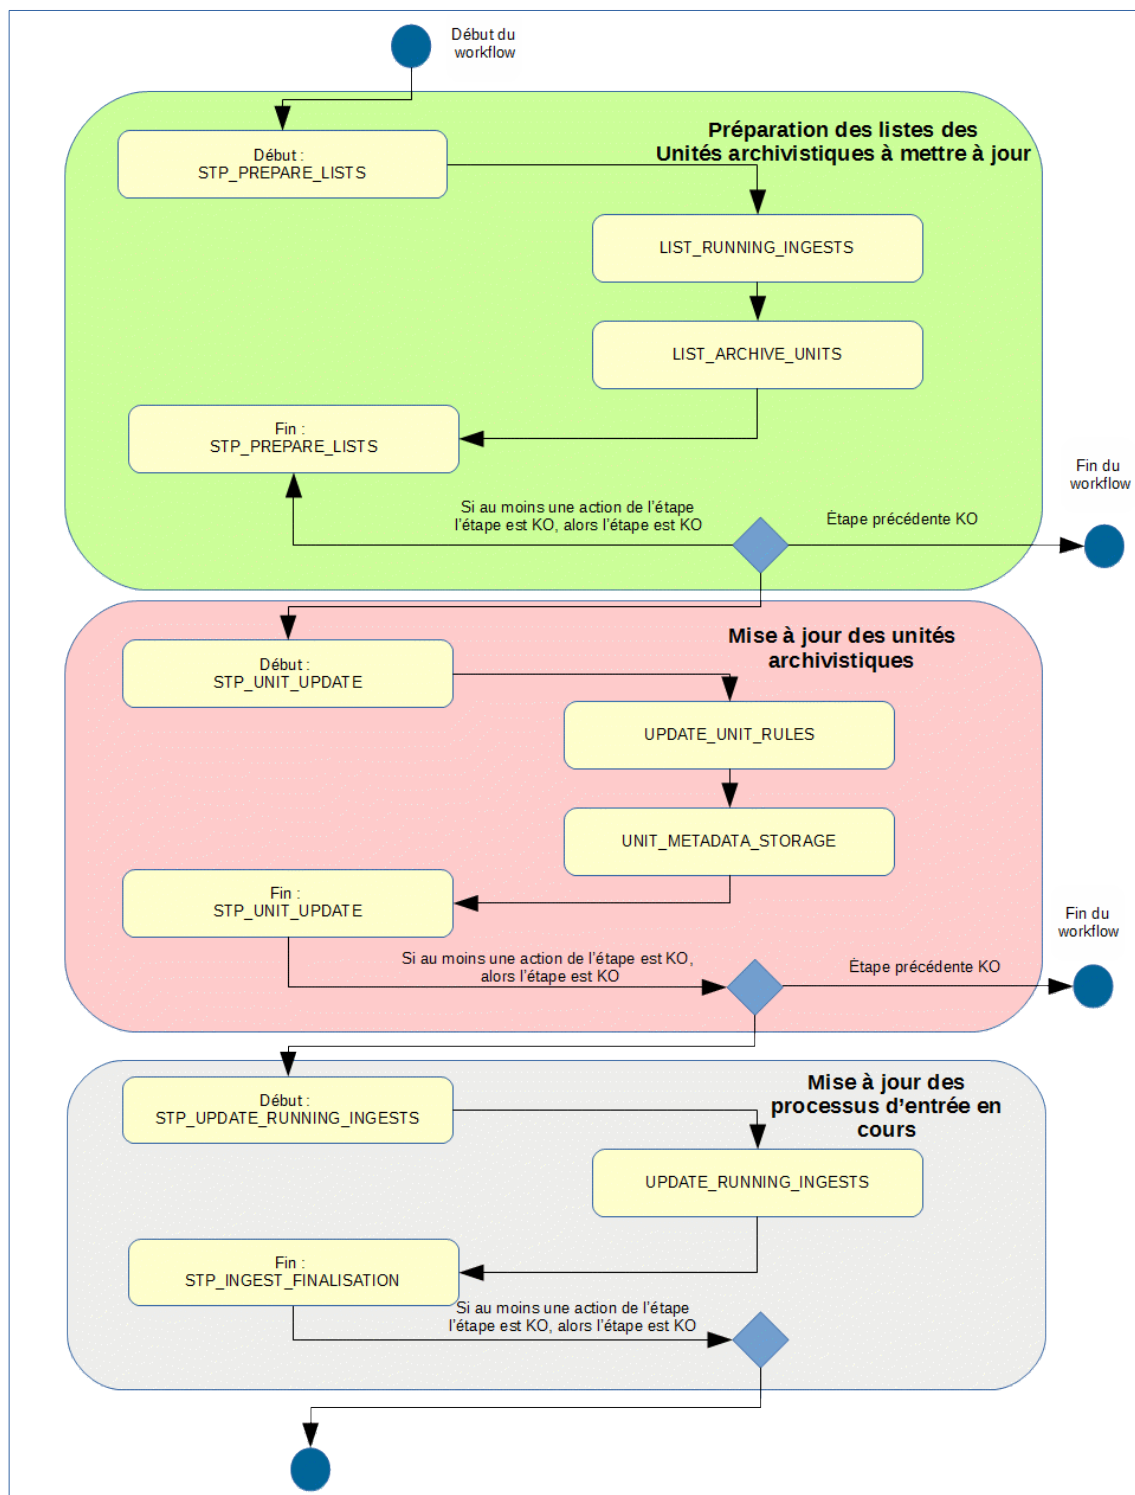 Début du
workflow
Préparation des listes des
Unités archivistiques à mettre à jour
Début :
STP_PREPARE_LISTS
LIST_RUNNING_INGESTS
LIST_ARCHIVE_UNITS
Fin :
STP_PREPARE_LISTS
Fin du
workflow
Si au moins une action de l'étape
l'étape est KO, alors l'étape est KO
Étape précédente KO
Mise à jour des unités
archivistiques
Début :
STP_UNIT_UPDATE
UPDATE_UNIT_RULES
UNIT_METADATA_STORAGE
Fin :
STP_UNIT_UPDATE
Fin du
workflow
Si au moins une action de l'étape est KO,
alors l'étape est KO
Étape précédente KO
Mise à jour des
processus d'entrée en
cours
Début :
STP_UPDATE_RUNNING_INGESTS
UPDATE_RUNNING_INGESTS
Fin :
STP_INGEST_FINALISATION
Si au moins une action de l'étape
l'étape est KO, alors l'étape est KO